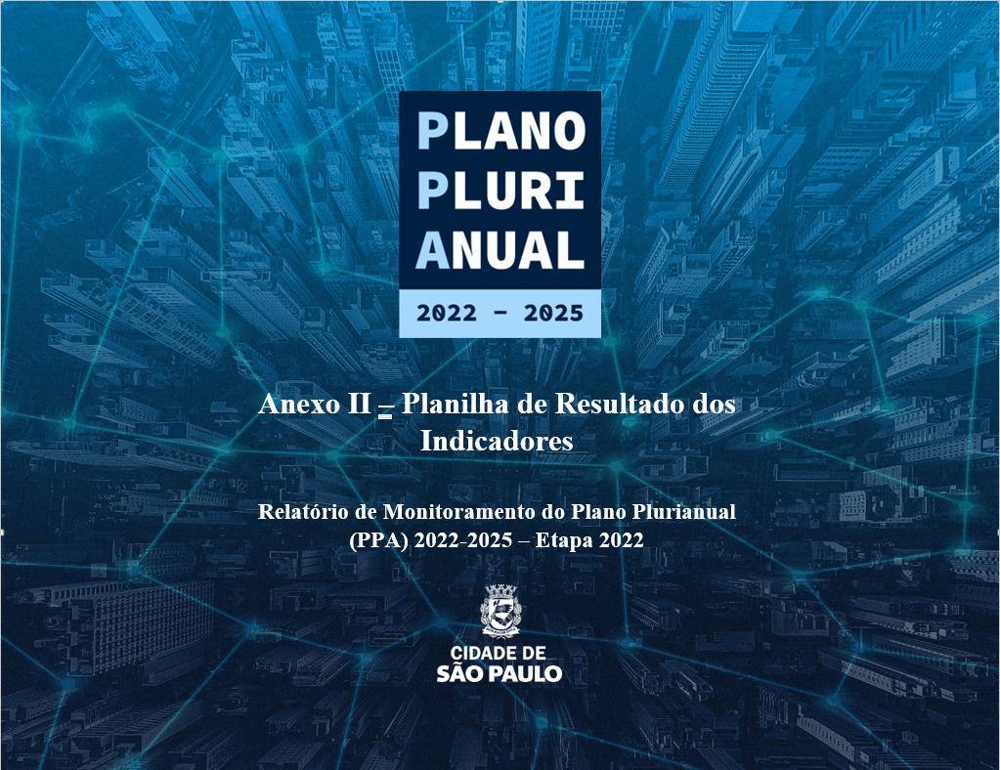 PLANO
PLURI
ANUAL
2022 – 2025
Anexo II – Planilha de Resultado dos
Indicadores
Relatório de Monitoramento do Plano Plurianual
(PPA) 2022-2025 – Etapa 2022
CIDADE DE
SÃO PAULO